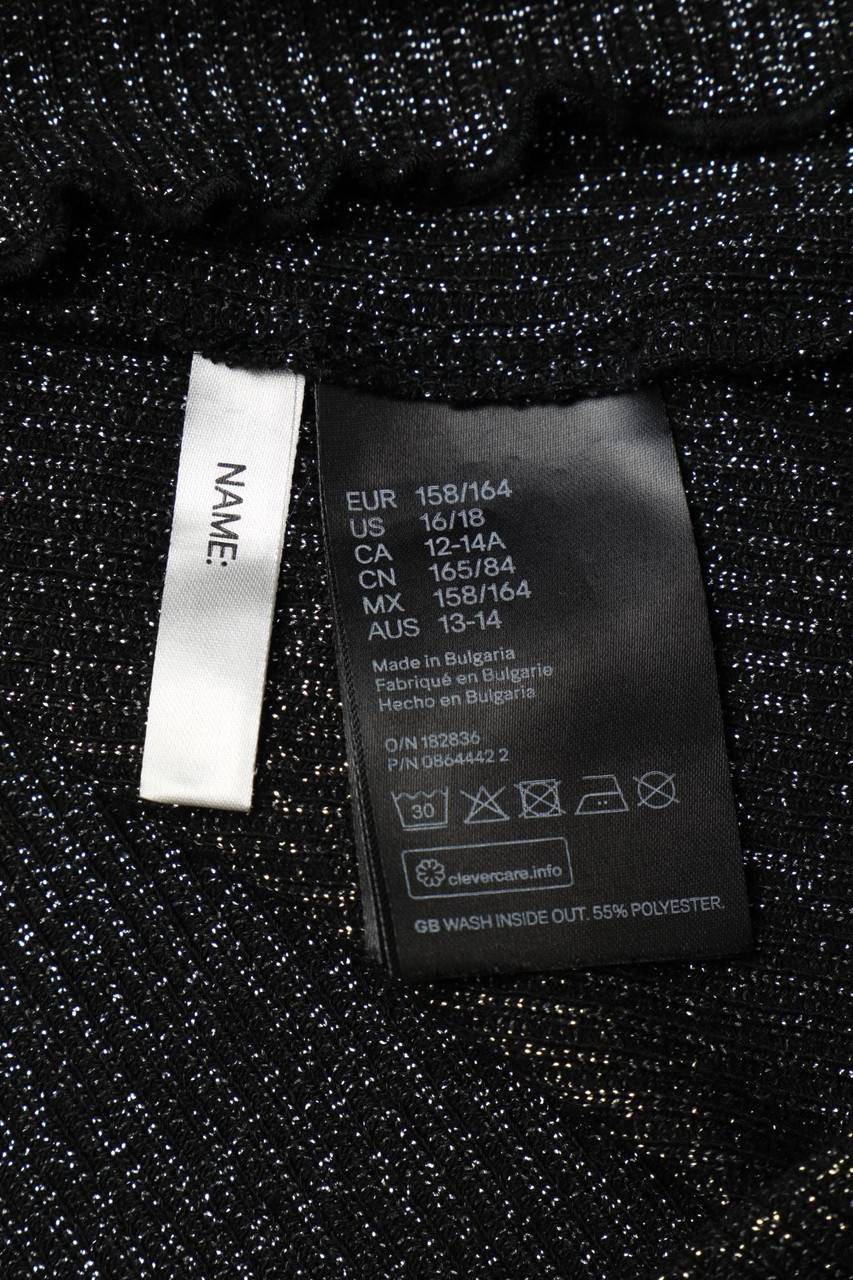 NAME:
EUR 158/164
US 16/18
CA 12-14A
CN 165/84
MX 158/164
AUS 13-14
Made in Bulgaria
Fabriqué en Bulgarie
Hecho en Bulgaria
O/N 182836
P/N 0864442 2
30
clevercare.info
GB WASH INSIDE OUT. 55% POLYESTER.